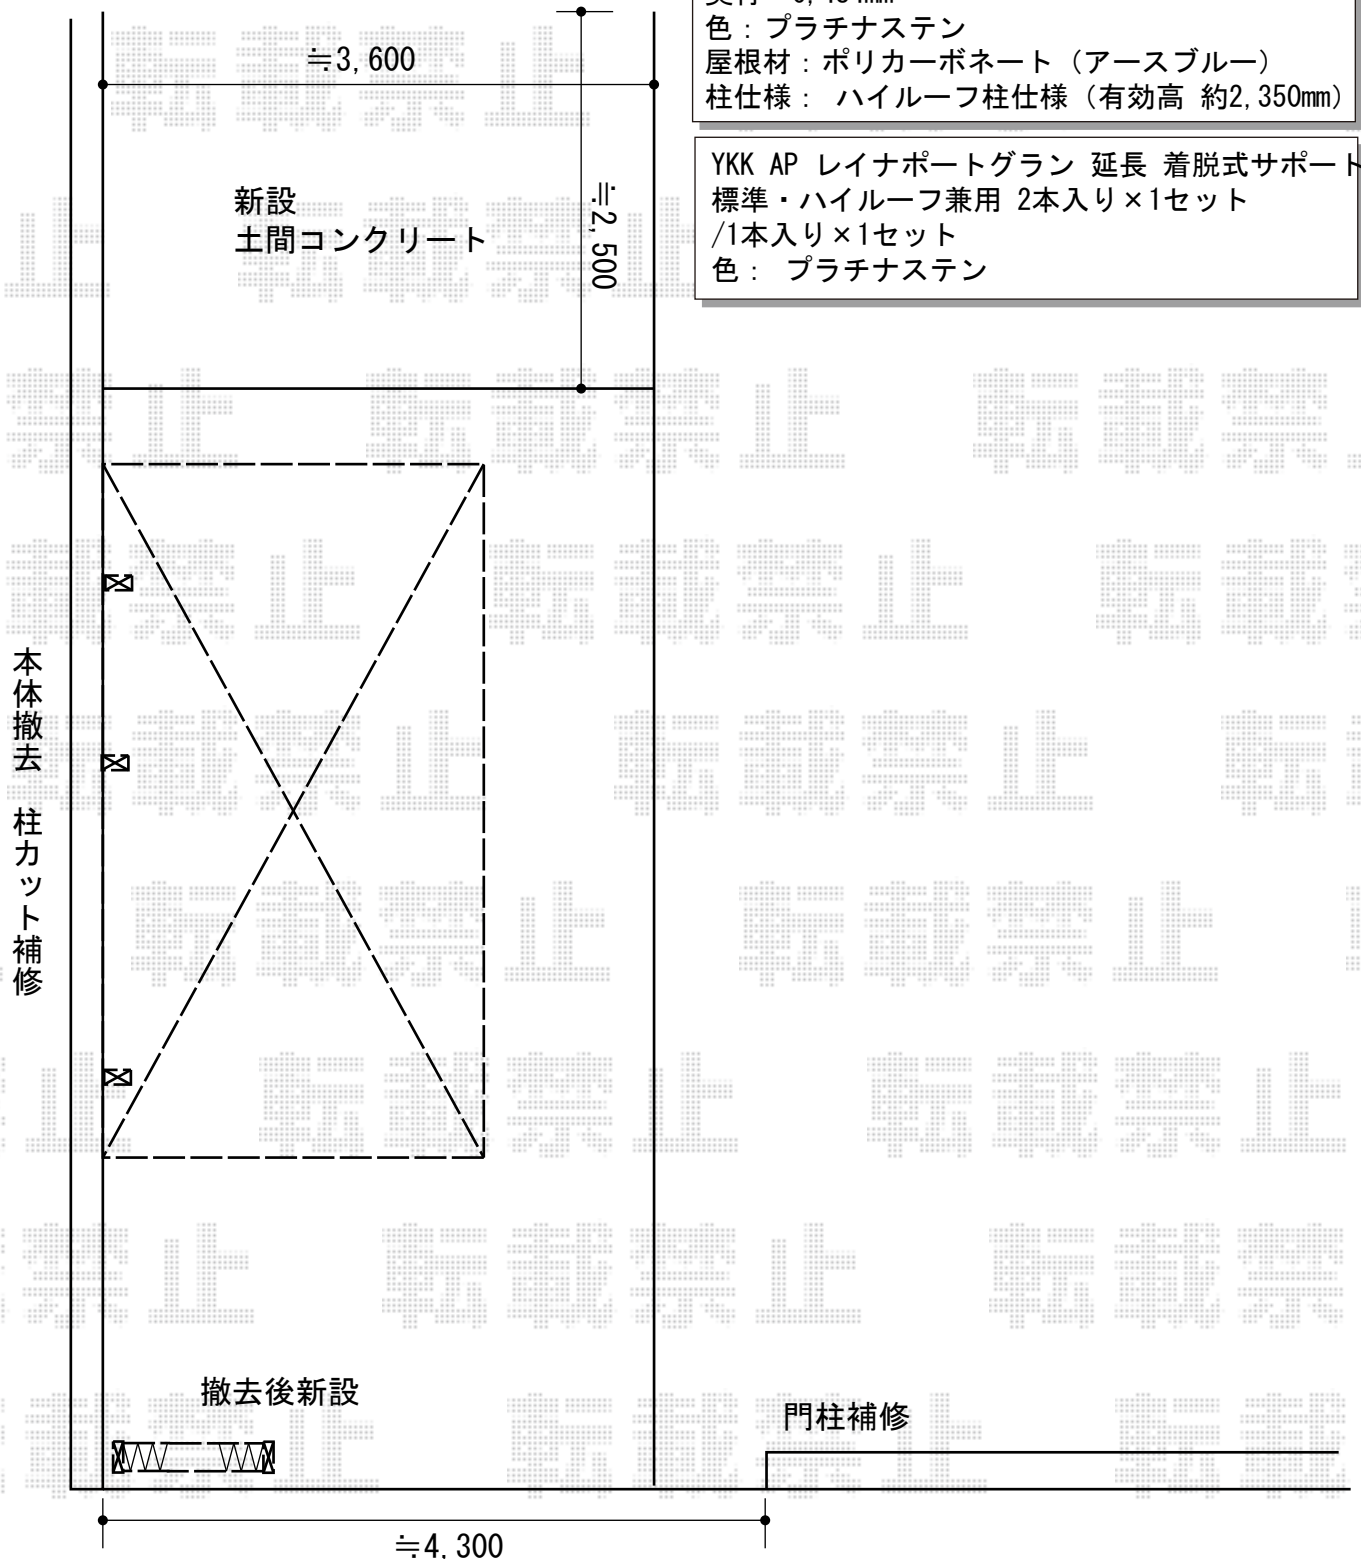 色：プラチナステン
屋根材：ポリカーボネート（アースブルー）
柱仕様： ハイルーフ柱仕様（有効高 約2,350mm）
YKK AP レイナポートグラン 延長 着脱式サポート
標準・ハイルーフ兼用 2本入り×1セット
/1本入り×1セット
色： プラチナステン
≒3,600
新設
土間コンクリート
≒2,500
本体撤去 柱カット補修
撤去後新設
門柱補修
≒4,300
転載禁止